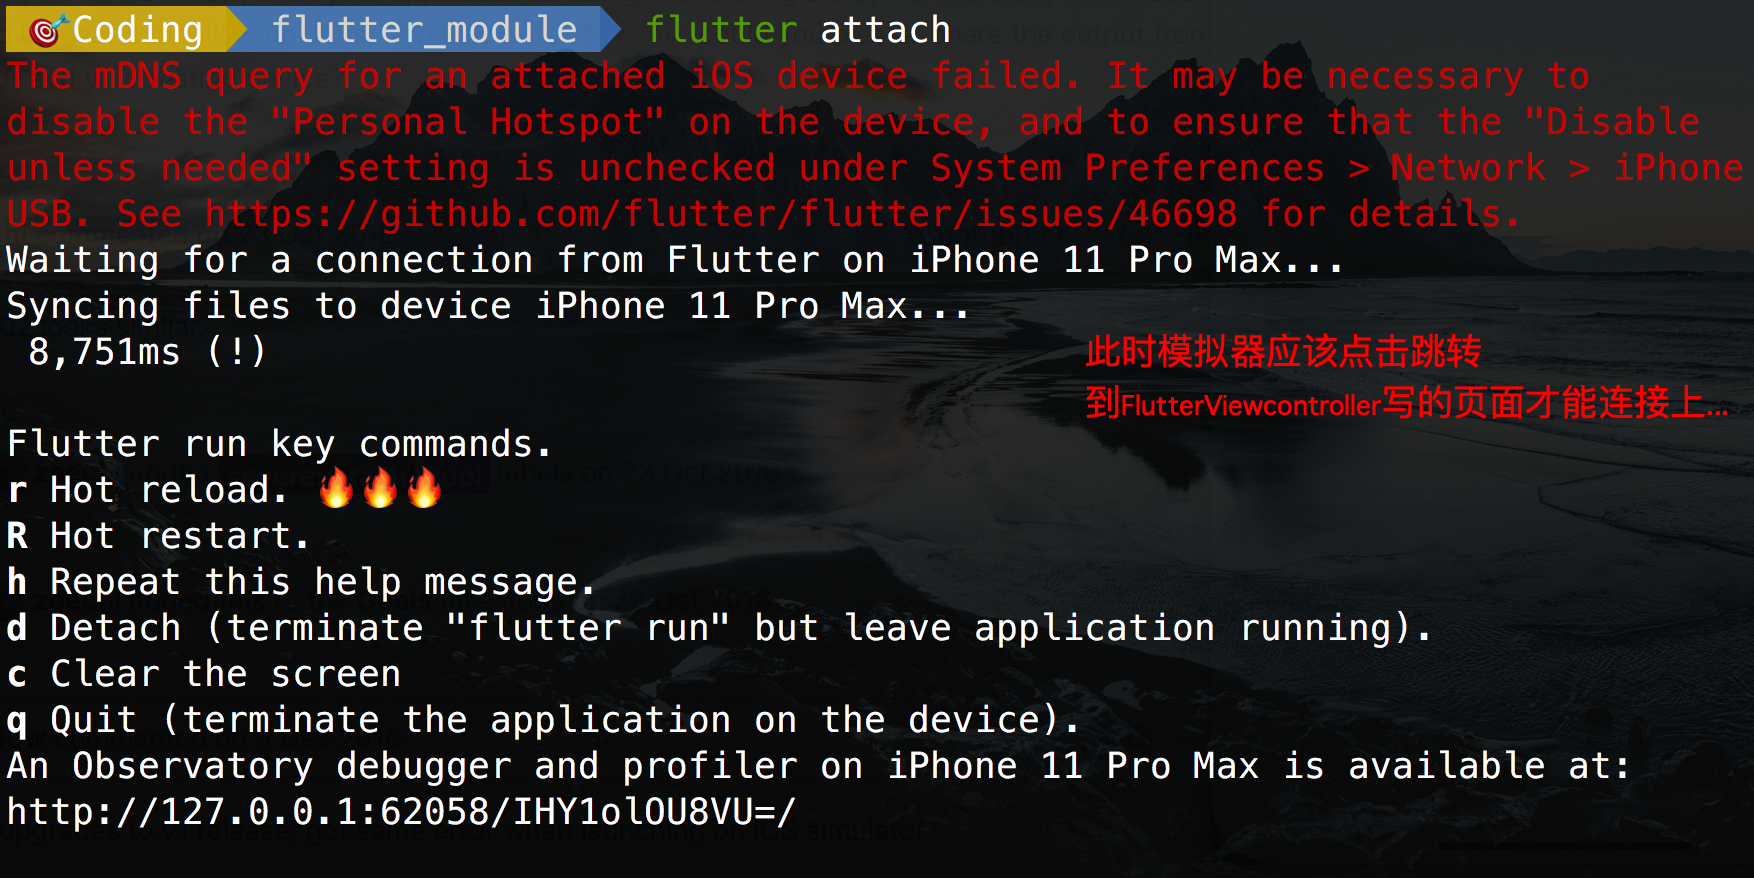 🎯Coding flutter_module flutter attach
The mDNS query for an attached iOS device failed. It may be necessary to
disable the "Personal Hotspot" on the device, and to ensure that the "Disable
unless needed" setting is unchecked under System Preferences > Network > iPhone
USB. See https://github.com/flutter/flutter/issues/46698 for details.
Waiting for a connection from Flutter on iPhone 11 Pro Max...
Syncing files to device iPhone 11 Pro Max...
8,751ms (!)
此时模拟器应该点击跳转
到FlutterViewcontroller写的页面才能连接上...
Flutter run key commands.
r Hot reload. 🔥🔥🔥
R Hot restart.
h Repeat this help message.
d Detach (terminate "flutter run" but leave application running).
c Clear the screen
q Quit (terminate the application on the device).
An Observatory debugger and profiler on iPhone 11 Pro Max is available at:
http://127.0.0.1:62058/IHY1olOU8VU=/